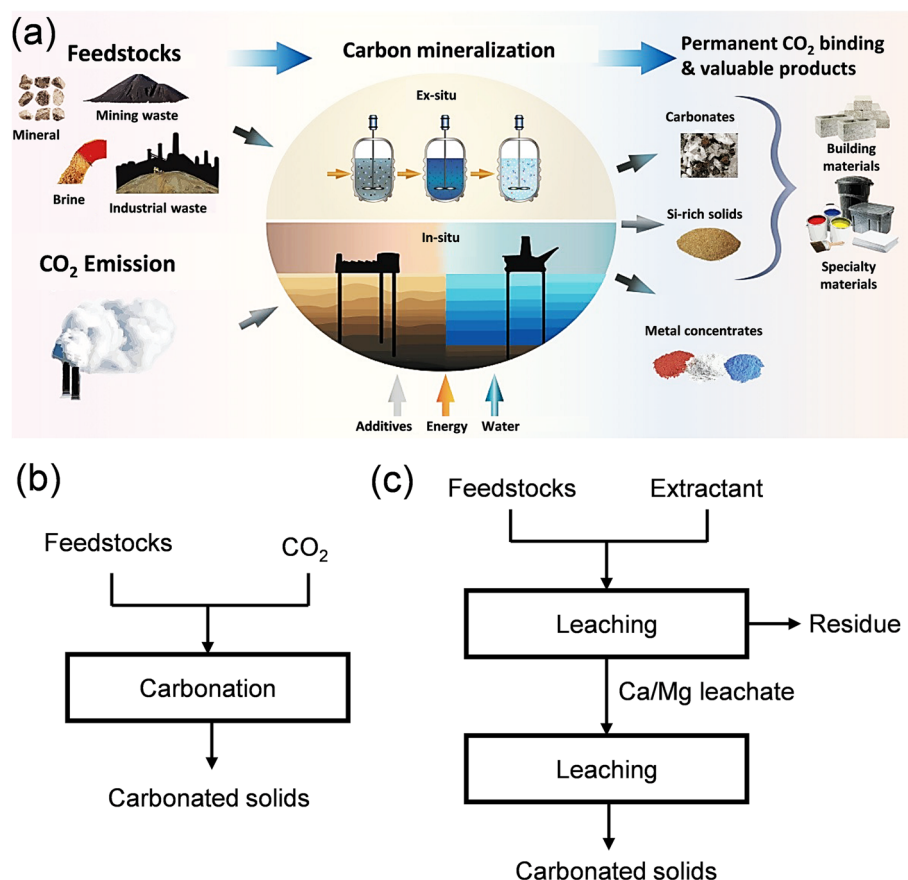 (a)
Feedstocks
Carbon mineralization
Permanent CO₂ binding
& valuable products
Mineral
Mining waste
Brine
Industrial waste
CO₂ Emission
Ex-situ
In-situ
Additives
Energy
Water
Carbonates
Si-rich solids
Metal concentrates
Building
materials
Specialty
materials
(b)
Feedstocks
CO₂
Carbonation
Carbonated solids
(c)
Feedstocks
Extractant
Leaching
Residue
Ca/Mg leachate
Leaching
Carbonated solids